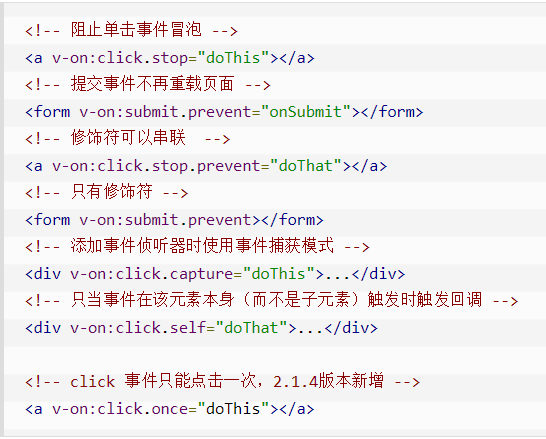 <!-- 阻止单击事件冒泡 -->
<a v-on:click.stop="doThis"></a>
<!-- 提交事件不再重载页面 -->
<form v-on:submit.prevent="onSubmit"></form>
<!-- 修饰符可以串联  -->
<a v-on:click.stop.prevent="doThat"></a>
<!-- 只有修饰符 -->
<form v-on:submit.prevent></form>
<!-- 添加事件侦听器时使用事件捕获模式 -->
<div v-on:click.capture="doThis">...</div>
<!-- 只当事件在该元素本身（而不是子元素）触发时触发回调 -->
<div v-on:click.self="doThat">...</div>
<!-- click 事件只能点击一次，2.1.4版本新增 -->
<a v-on:click.once="doThis"></a>